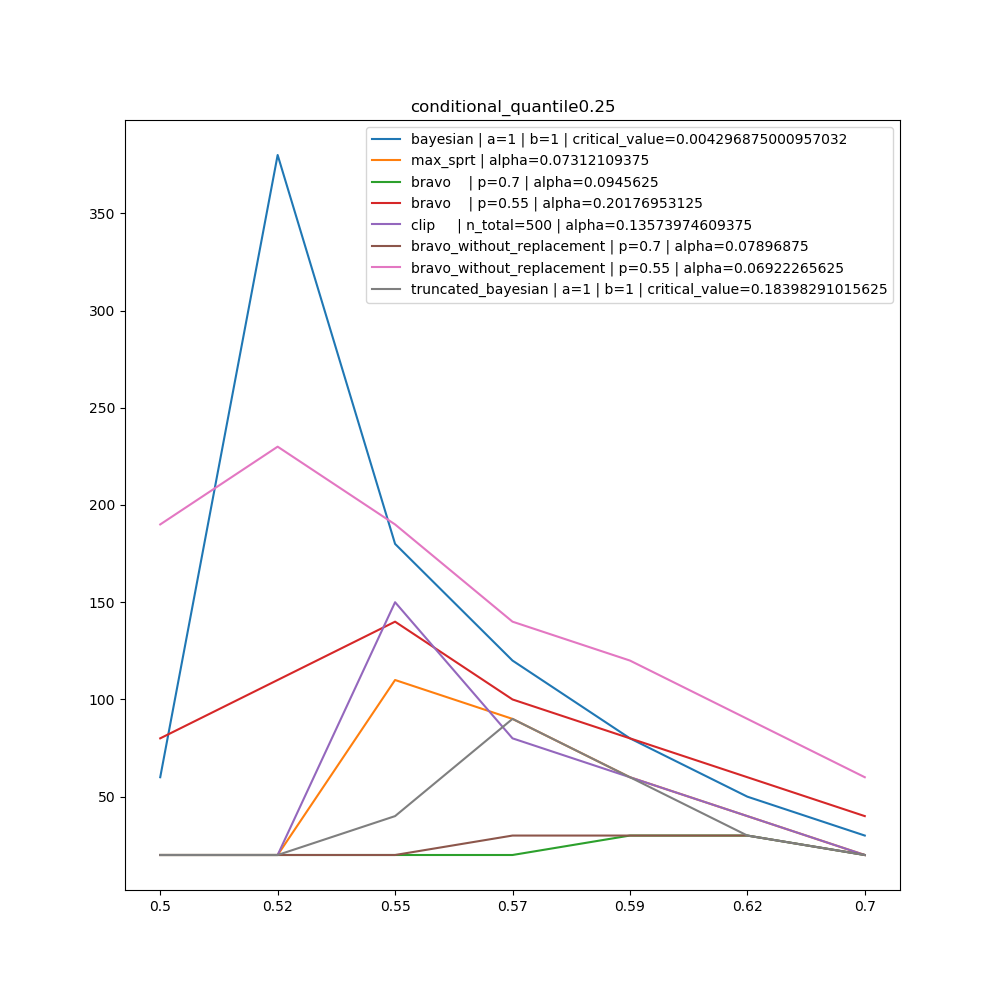 conditional_quantile0.25
bayesian | a=1 | b=1 | critical_value=0.004296875000957032
max_sprt | alpha=0.07312109375
bravo    | p=0.7 | alpha=0.0945625
bravo    | p=0.55 | alpha=0.20176953125
clip     | n_total=500 | alpha=0.13573974609375
bravo_without_replacement | p=0.7 | alpha=0.07896875
bravo_without_replacement | p=0.55 | alpha=0.06922265625
truncated_bayesian | a=1 | b=1 | critical_value=0.18398291015625
350
300
250
200
150
100
50
0.5 0.52 0.55 0.57 0.59 0.62 0.7